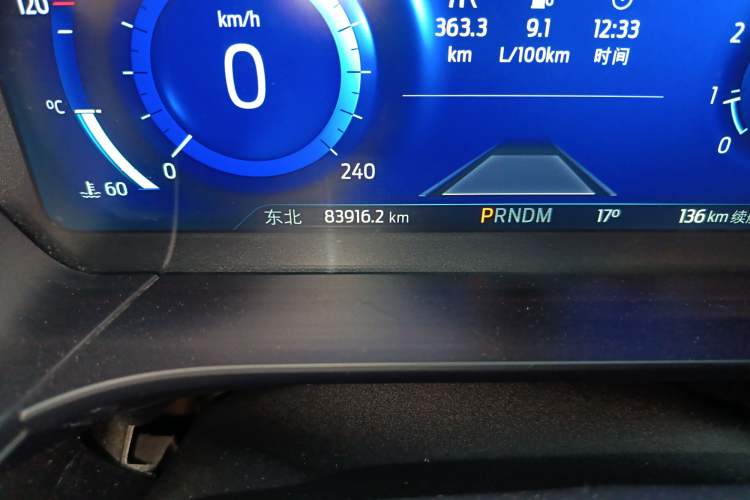 120
km/h
0
363.3
km
9.1
L/100km
12:33
时间
2
1
0
°C
60
0
240
东北 83916.2 km PRNDM 17° 136 km